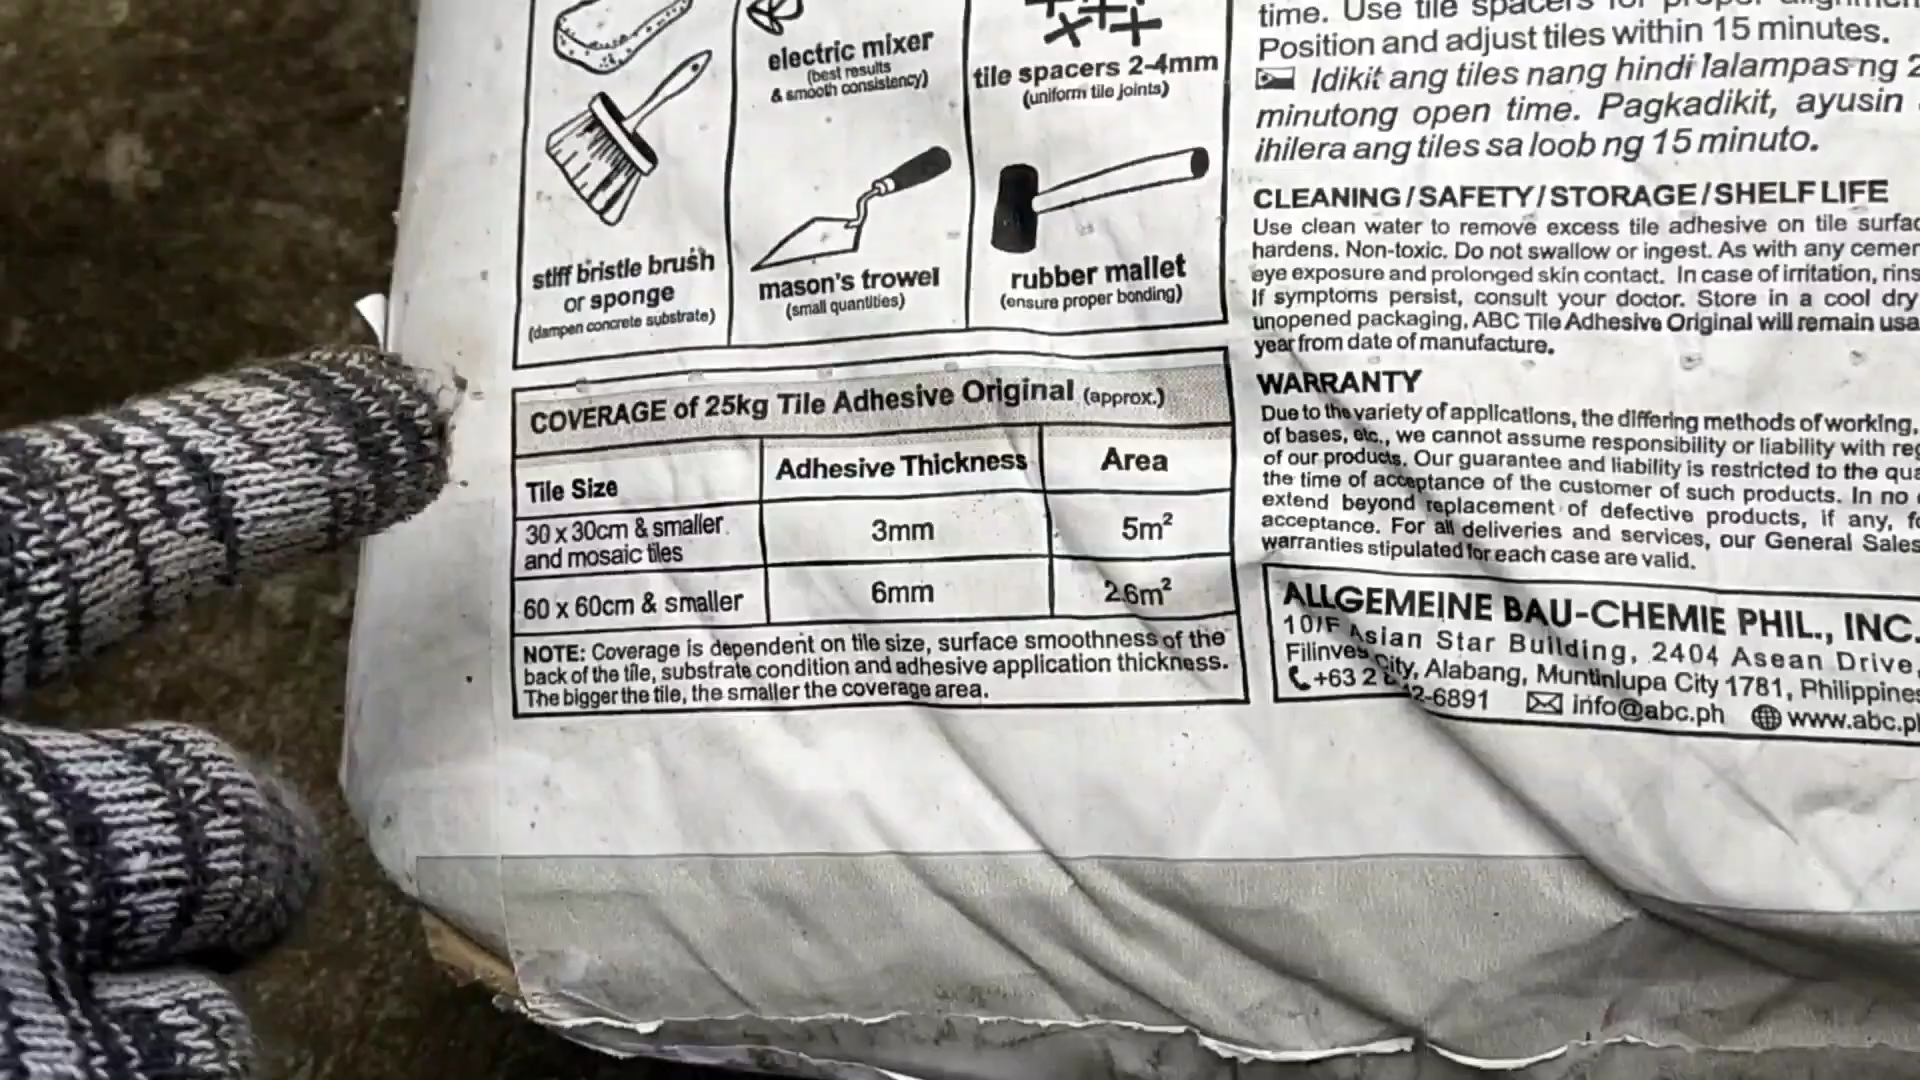 electric mixer
(best results
& smooth consistency)
tile spacers 2-4mm
(uniform tile joints)
stiff bristle brush
or sponge
(dampen concrete substrate)
mason's trowel
(small quantities)
rubber mallet
(ensure proper bonding)
COVERAGE of 25kg Tile Adhesive Original (approx.)
Tile Size Adhesive Thickness Area
30 x 30cm & smaller
and mosaic tiles 3mm 5m²
60 x 60cm & smaller 6mm 2.6m²
NOTE: Coverage is dependent on tile size, surface smoothness of the
back of the tile, substrate condition and adhesive application thickness.
The bigger the tile, the smaller the coverage area.
time. Use tile spacers for proper
Position and adjust tiles within 15 minutes.
Idikit ang tiles nang hindi lalampas ng
minutong open time. Pagkadikit, ayusin
ihilera ang tiles sa loob ng 15 minuto.
CLEANING/SAFETY/STORAGE/SHELF LIFE
Use clean water to remove excess tile adhesive on tile
hardens. Non-toxic. Do not swallow or ingest. As with any
eye exposure and prolonged skin contact. In case of irritation,
If symptoms persist, consult your doctor. Store in a cool dry
unopened packaging, ABC Tile Adhesive Original will remain
year from date of manufacture.
WARRANTY
Due to the variety of applications, the differing methods of working,
of bases, etc., we cannot assume responsibility or liability with
of our products. Our guarantee and liability is restricted to the
the time of acceptance of the customer of such products. In no
extend beyond replacement of defective products, if any,
acceptance. For all deliveries and services, our General Sales
warranties stipulated for each case are valid.
ALLGEMEINE BAU-CHEMIE PHIL., INC.
10/F Asian Star Building, 2404 Asean Drive,
City, Alabang, Muntinlupa City 1781, Philippines
+63 2 2-6891 info@abc.ph